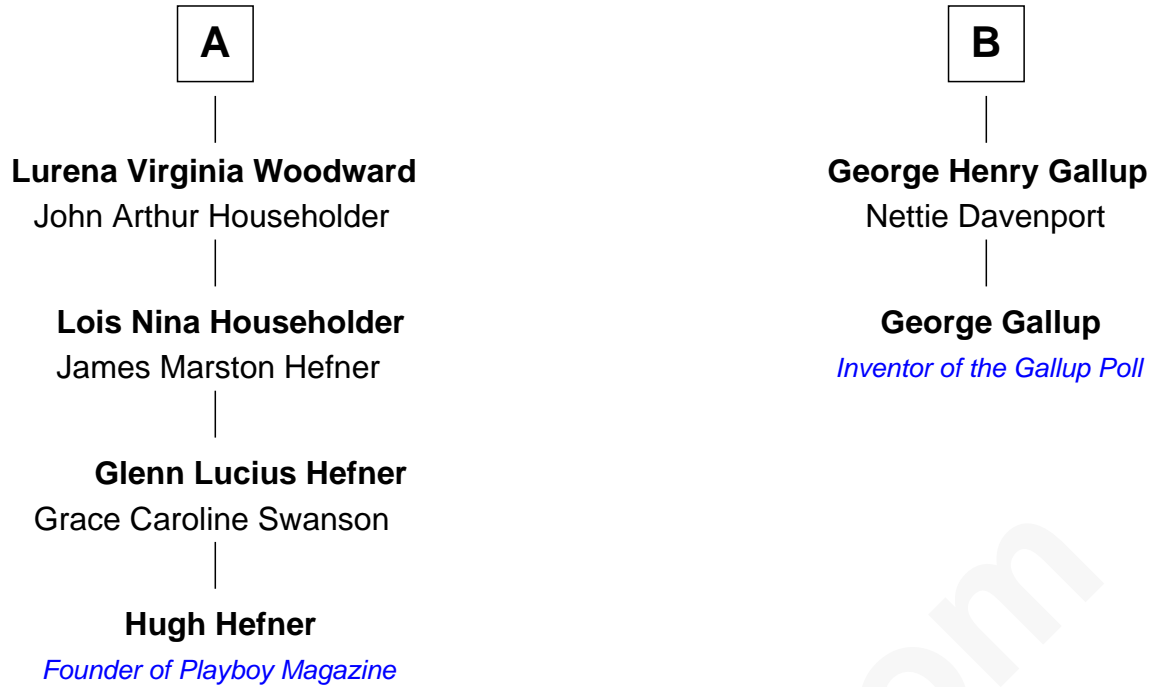 A
Lurena Virginia Woodward
John Arthur Householder
Lois Nina Householder
James Marston Hefner
Glenn Lucius Hefner
Grace Caroline Swanson
Hugh Hefner
Founder of Playboy Magazine
B
George Henry Gallup
Nettie Davenport
George Gallup
Inventor of the Gallup Poll
om